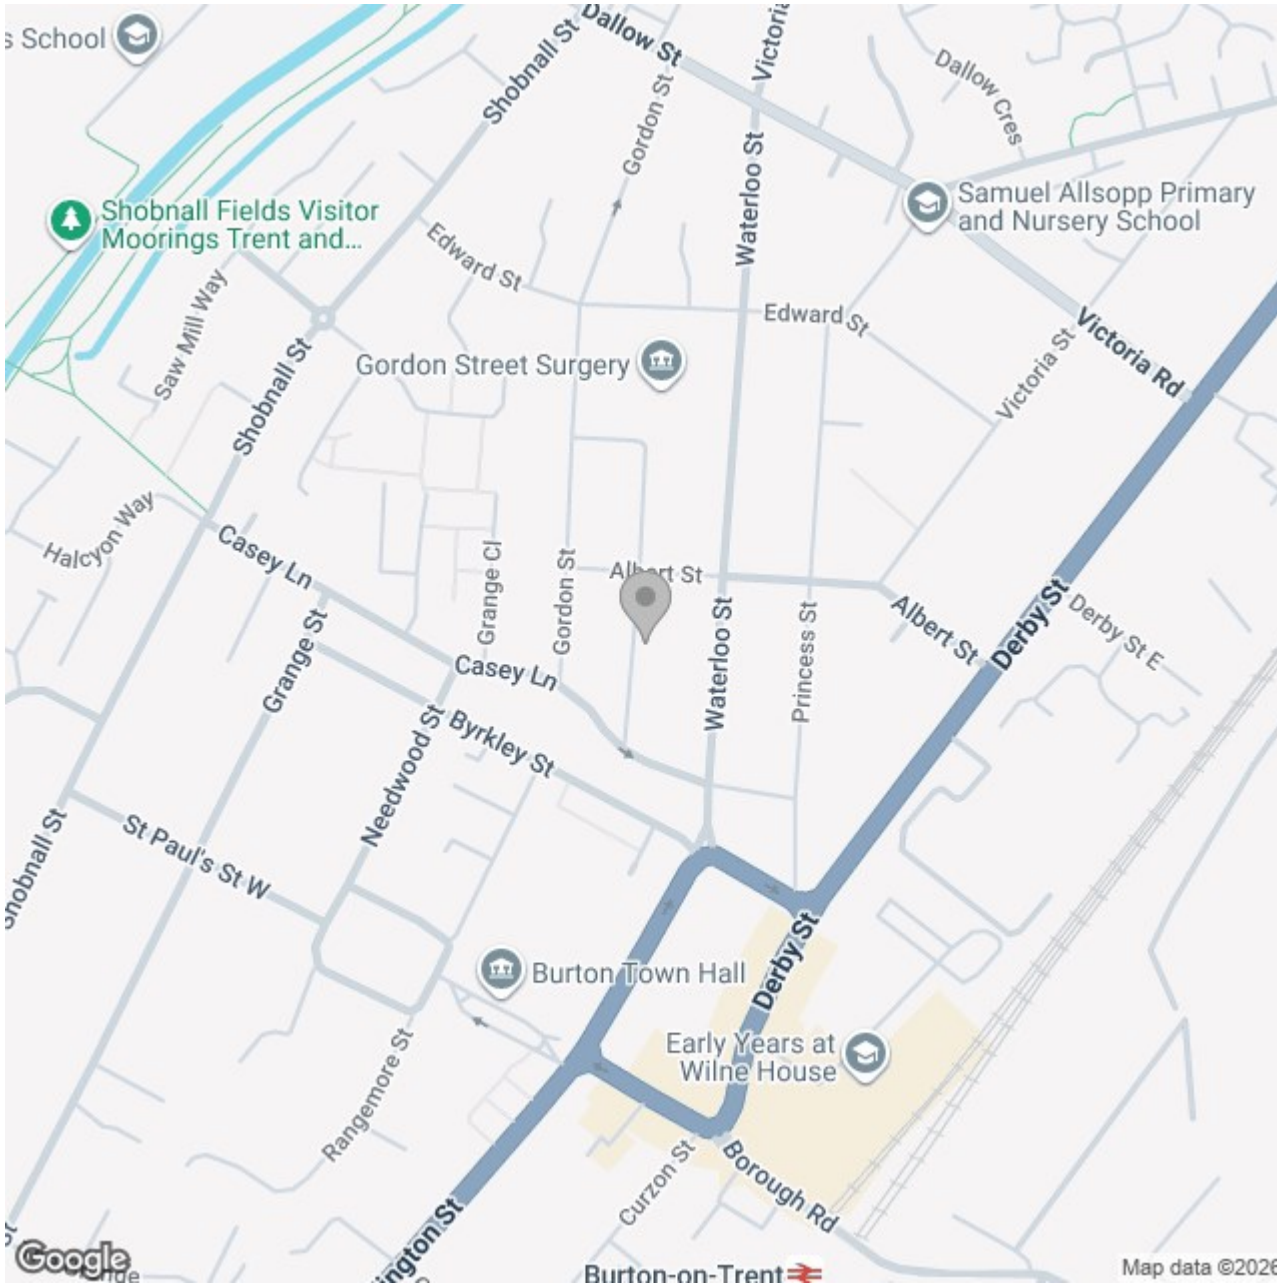 s School
Shobnall St
Dallow St
Victoria
Gordon St
Dallow Cres
Waterloo St
Samuel Allsopp Primary
and Nursery School
Shobnall Fields Visitor
Moorings Trent and...
Edward St
Saw Mill Way
Edward St
Victoria St
Victoria Rd
Gordon Street Surgery
Shobnall St
Halcyon Way
Casey Ln
Grange Cl
Gordon St
Albert St
Waterloo St
Princess St
Albert St
Derby St
Derby St E
Grange St
Casey Ln
Needwood St
Byrkley St
Shobnall St
St Paul's St W
Derby St
Burton Town Hall
Early Years at
Wilne House
Rangemore St
Curzon St
Borough Rd
lington St
Burton-on-Trent
Google
Map data ©2026